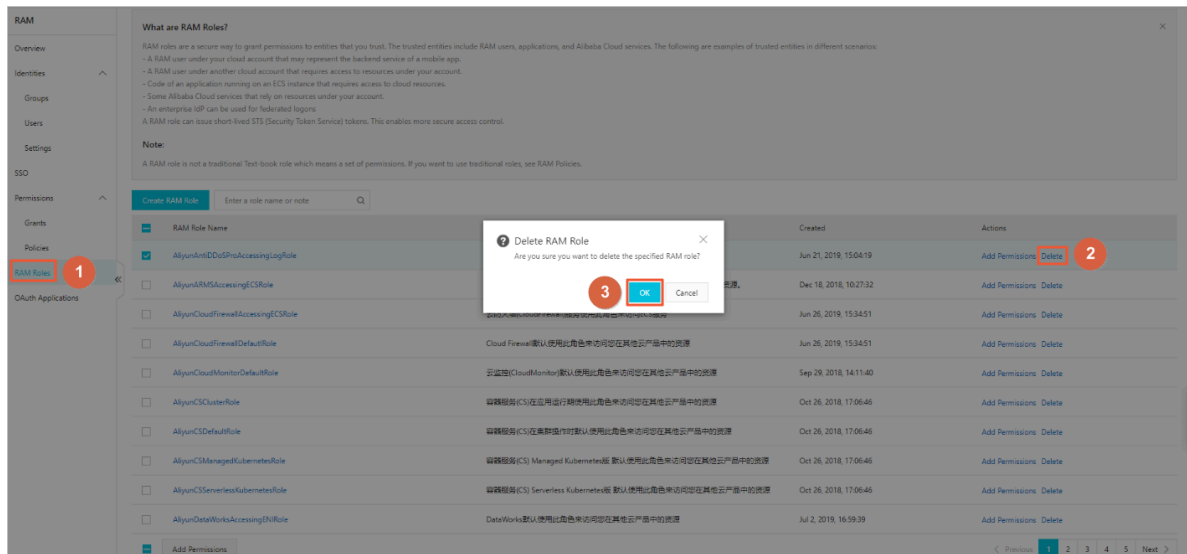 RAM
Overview
Identities
Groups
Users
Settings
SSO
Permissions
Grants
Policies
RAM Roles
1
OAuth Applications
What are RAM Roles?
RAM roles are a secure way to grant permissions to entities that you trust. The trusted entities include RAM users, applications, and Alibaba Cloud services. The following are examples of trusted entities in different scenarios:
- A RAM user under your cloud account that may represent the backend service of a mobile app.
- A RAM user under another cloud account that requires access to resources under your account.
- Code of an application running on an ECS instance that requires access to cloud resources.
- Some Alibaba Cloud services that rely on resources under your account.
- An enterprise IdP can be used for federated logons.
A RAM role can issue short-lived STS (Security Token Service) tokens. This enables more secure access control.
Note:
A RAM role is not a traditional Text-book role which means a set of permissions. If you want to use traditional roles, see RAM Policies.
Create RAM Role Enter a role name or note
RAM Role Name Created Actions
AliyunAntiDDoSProAccessingLogRole Jun 21, 2019, 15:04:19 Add Permissions Delete 2
Delete RAM Role
Are you sure you want to delete the specified RAM role?
3 OK Cancel
AliyunARMSAccessingECSRole 资源。 Dec 18, 2018, 10:27:32 Add Permissions Delete
AliyunCloudFirewallAccessingECSRole Jun 26, 2019, 15:34:51 Add Permissions Delete
AliyunCloudFirewallDefaultRole Cloud Firewall默认使用此角色来访问您在其他云产品中的资源 Jun 26, 2019, 15:34:51 Add Permissions Delete
AliyunCloudMonitorDefaultRole 云监控(CloudMonitor)默认使用此角色来访问您在其他云产品中的资源 Sep 29, 2018, 14:11:40 Add Permissions Delete
AliyunCSClusterRole 容器服务(CS)在应用运行期使用此角色来访问您在其他云产品中的资源 Oct 26, 2018, 17:06:46 Add Permissions Delete
AliyunCSDefaultRole 容器服务(CS)在集群操作时默认使用此角色来访问您在其他云产品中的资源 Oct 26, 2018, 17:06:46 Add Permissions Delete
AliyunCSManagedKubernetesRole 容器服务(CS) Managed Kubernetes版 默认使用此角色来访问您在其他云产品中的资源 Oct 26, 2018, 17:06:46 Add Permissions Delete
AliyunCSServerlessKubernetesRole 容器服务(CS) Serverless Kubernetes版 默认使用此角色来访问您在其他云产品中的资源 Oct 26, 2018, 17:06:46 Add Permissions Delete
AliyunDataWorksAccessingENIRole DataWorks默认使用此角色来访问您在其他云产品中的资源 Jul 2, 2019, 16:59:39 Add Permissions Delete
Add Permissions Previous 1 2 3 4 5 Next